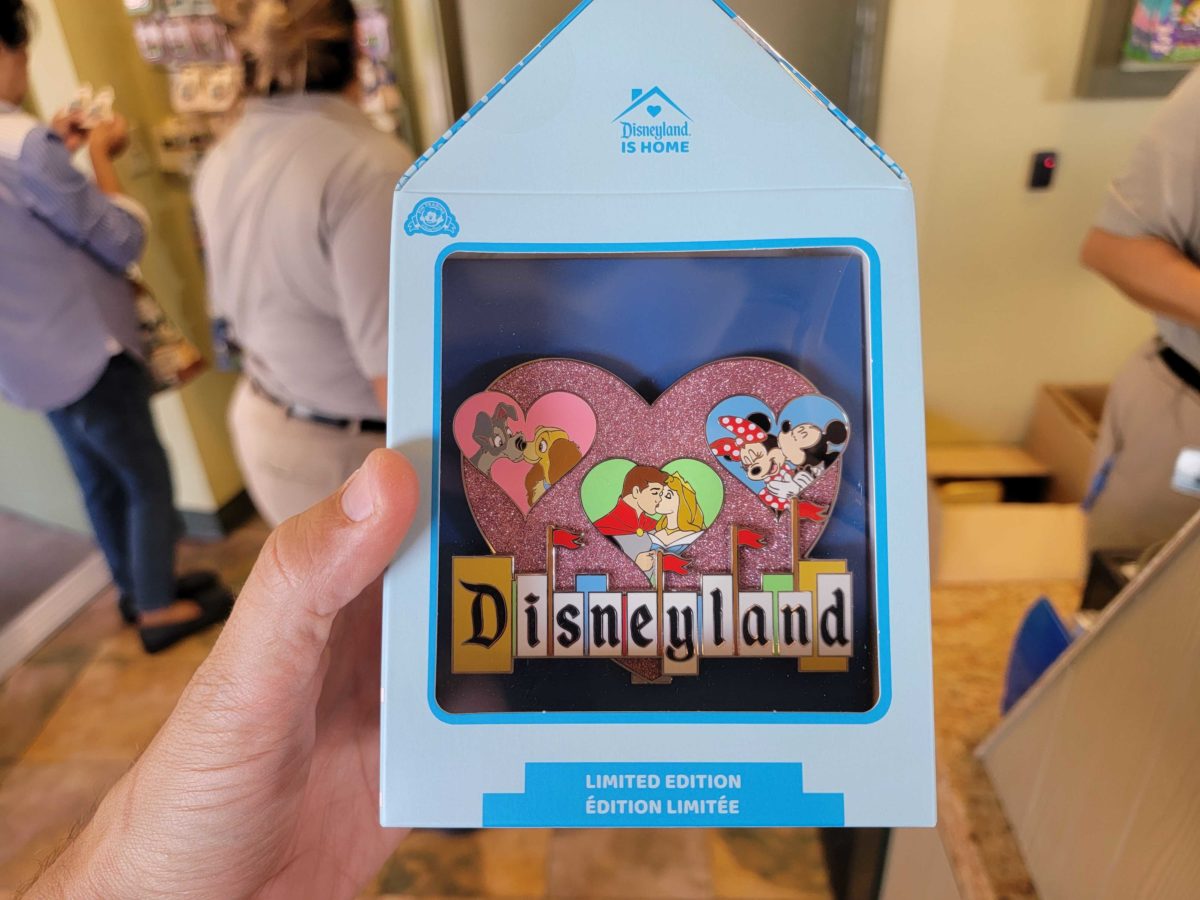 Disneyland
IS HOME
Disneyland
LIMITED EDITION
ÉDITION LIMITÉE